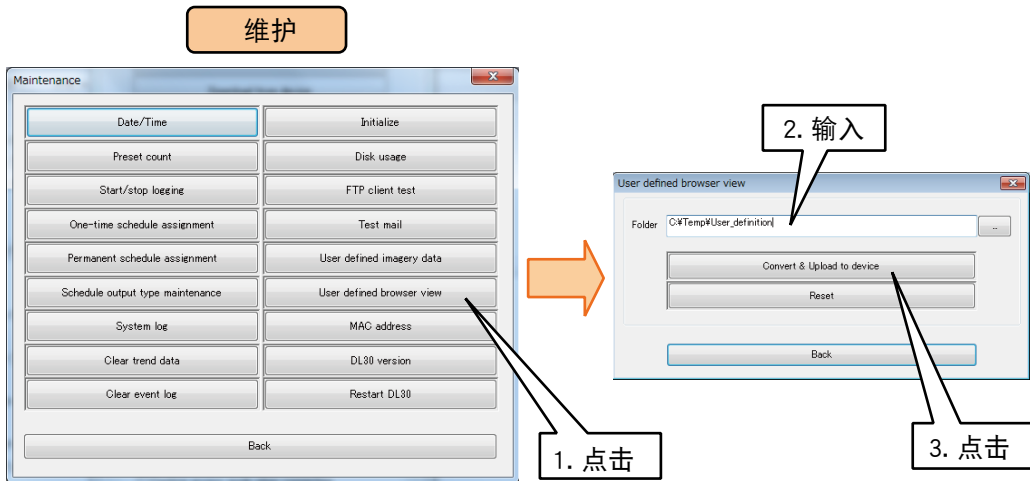 维护
Maintenance
Date/Time
Initialize
Preset count
Disk usage
Start/stop logging
FTP client test
One-time schedule assignment
Test mail
Permanent schedule assignment
User defined imagery data
Schedule output type maintenance
User defined browser view
System log
MAC address
Clear trend data
DL30 version
Clear event log
Restart DL30
Back
1. 点击
2. 输入
User defined browser view
Folder C:¥Temp¥User_definition ..
Convert & Upload to device
Reset
Back
3. 点击